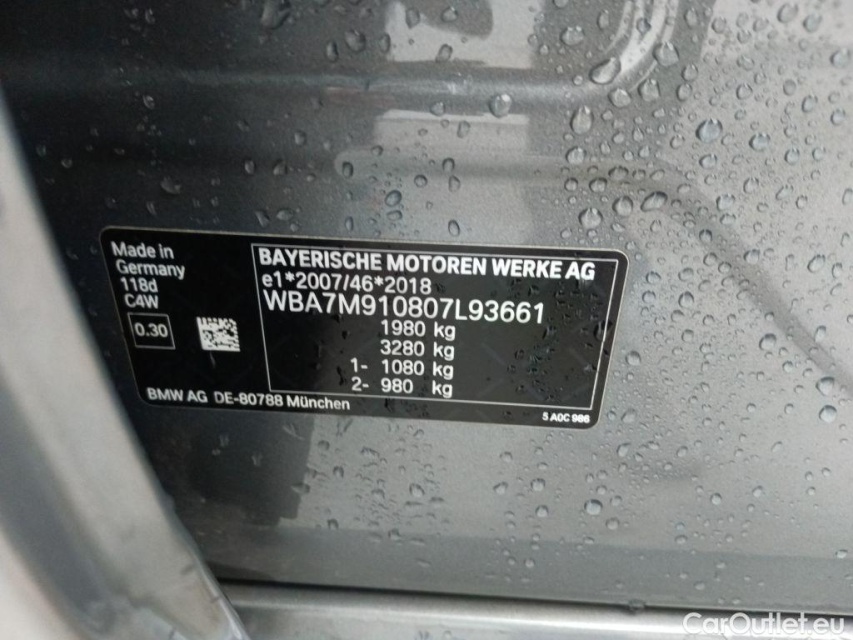 Made in
Germany
118d
C4W
0.30
BAYERISCHE MOTOREN WERKE AG
e1*2007/46*2018
WBA7M910807L93661
1980 kg
3280 kg
1- 1080 kg
2- 980 kg
BMW AG DE-80788 München
5 A0C 986
CarOutlet.eu